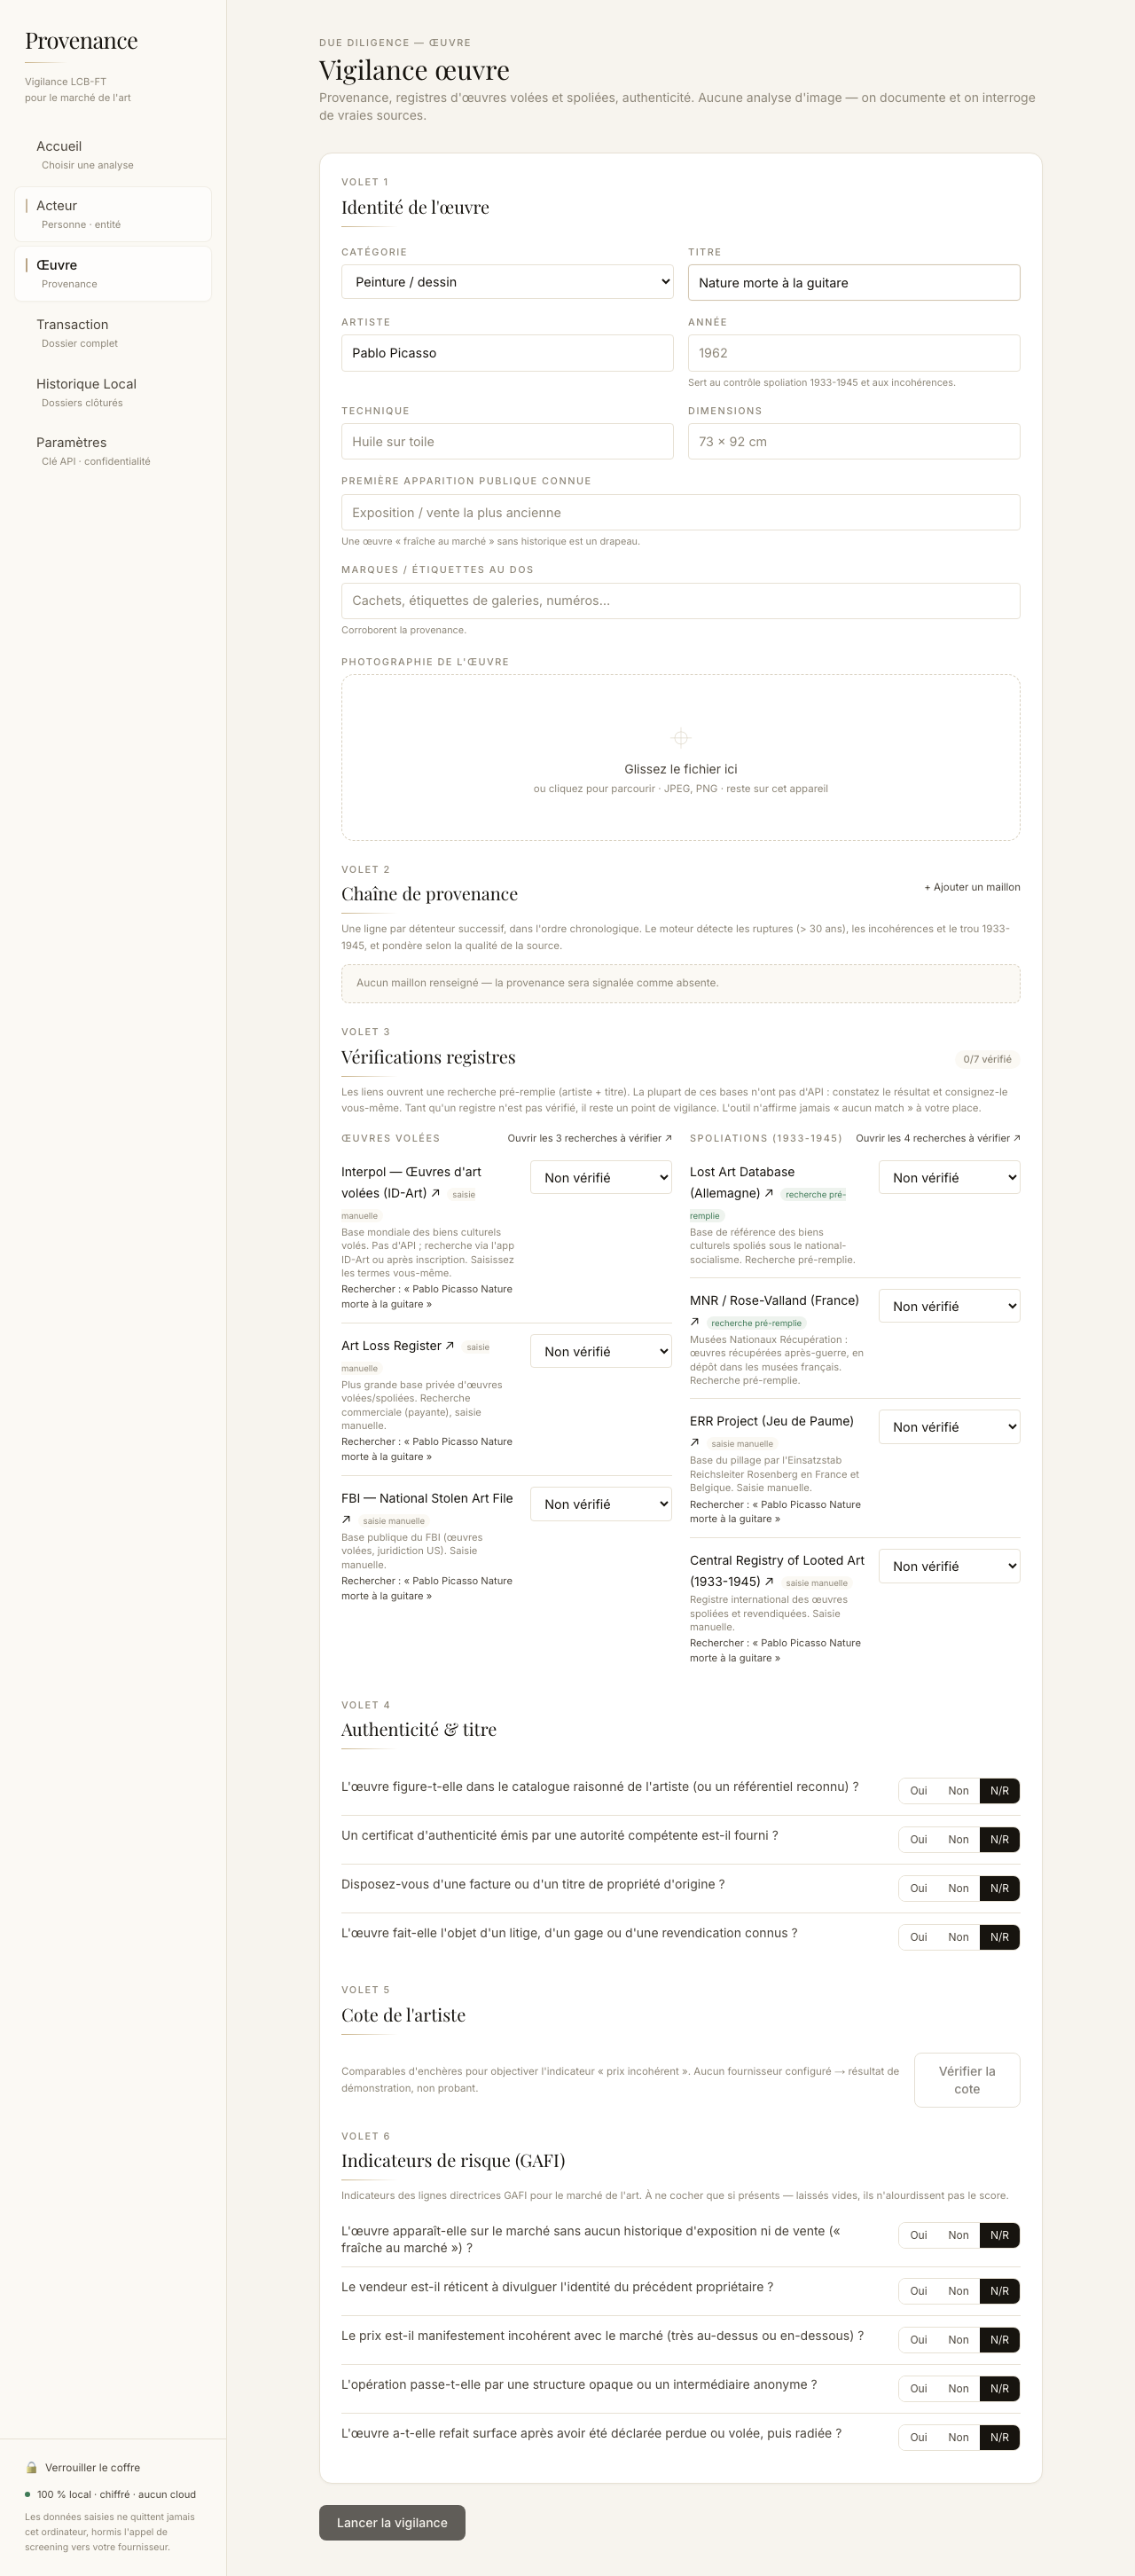 Provenance
Vigilance LCB-FT
pour le marché de l'art
Accueil
Choisir une analyse
Acteur
Personne · entité
Œuvre
Provenance
Transaction
Dossier complet
Historique Local
Dossiers clôturés
Paramètres
Clé API · confidentialité
Verrouiller le coffre
100 % local · chiffré · aucun cloud
Les données saisies ne quittent jamais
cet ordinateur, hormis l'appel de
screening vers votre fournisseur.
DUE DILIGENCE — ŒUVRE
Vigilance œuvre
Provenance, registres d'œuvres volées et spoliées, authenticité. Aucune analyse d'image — on documente et on interroge
de vraies sources.
VOLET 1
Identité de l'œuvre
CATÉGORIE
Peinture / dessin
TITRE
Nature morte à la guitare
ARTISTE
Pablo Picasso
ANNÉE
1962
Sert au contrôle spoliation 1933-1945 et aux incohérences.
TECHNIQUE
Huile sur toile
DIMENSIONS
73 × 92 cm
PREMIÈRE APPARITION PUBLIQUE CONNUE
Exposition / vente la plus ancienne
Une œuvre « fraîche au marché » sans historique est un drapeau.
MARQUES / ÉTIQUETTES AU DOS
Cachets, étiquettes de galeries, numéros…
Corroborent la provenance.
PHOTOGRAPHIE DE L'ŒUVRE
Glissez le fichier ici
ou cliquez pour parcourir · JPEG, PNG · reste sur cet appareil
VOLET 2
Chaîne de provenance
+ Ajouter un maillon
Une ligne par détenteur successif, dans l'ordre chronologique. Le moteur détecte les ruptures (> 30 ans), les incohérences et le trou 1933-
1945, et pondère selon la qualité de la source.
Aucun maillon renseigné — la provenance sera signalée comme absente.
VOLET 3
Vérifications registres
0/7 vérifié
Les liens ouvrent une recherche pré-remplie (artiste + titre). La plupart de ces bases n'ont pas d'API : constatez le résultat et consignez-le
vous-même. Tant qu'un registre n'est pas vérifié, il reste un point de vigilance. L'outil n'affirme jamais « aucun match » à votre place.
ŒUVRES VOLÉES
Ouvrir les 3 recherches à vérifier ↗
Interpol — Œuvres d'art
volées (ID-Art) ↗ saisie
manuelle
Non vérifié
Base mondiale des biens culturels
volés. Pas d'API ; recherche via l'app
ID-Art ou après inscription. Saisissez
les termes vous-même.
Rechercher : « Pablo Picasso Nature
morte à la guitare »
Art Loss Register ↗ saisie
manuelle
Non vérifié
Plus grande base privée d'œuvres
volées/spoliées. Recherche
commerciale (payante), saisie
manuelle.
Rechercher : « Pablo Picasso Nature
morte à la guitare »
FBI — National Stolen Art File
↗ saisie manuelle
Non vérifié
Base publique du FBI (œuvres
volées, juridiction US). Saisie
manuelle.
Rechercher : « Pablo Picasso Nature
morte à la guitare »
SPOLIATIONS (1933-1945)
Ouvrir les 4 recherches à vérifier ↗
Lost Art Database
(Allemagne) ↗ recherche pré-
remplie
Non vérifié
Base de référence des biens
culturels spoliés sous le national-
socialisme. Recherche pré-remplie.
MNR / Rose-Valland (France)
↗ recherche pré-remplie
Non vérifié
Musées Nationaux Récupération :
œuvres récupérées après-guerre, en
dépôt dans les musées français.
Recherche pré-remplie.
ERR Project (Jeu de Paume)
↗ saisie manuelle
Non vérifié
Base du pillage par l'Einsatzstab
Reichsleiter Rosenberg en France et
Belgique. Saisie manuelle.
Rechercher : « Pablo Picasso Nature
morte à la guitare »
Central Registry of Looted Art
(1933-1945) ↗ saisie manuelle
Non vérifié
Registre international des œuvres
spoliées et revendiquées. Saisie
manuelle.
Rechercher : « Pablo Picasso Nature
morte à la guitare »
VOLET 4
Authenticité & titre
L'œuvre figure-t-elle dans le catalogue raisonné de l'artiste (ou un référentiel reconnu) ?
Oui Non N/R
Un certificat d'authenticité émis par une autorité compétente est-il fourni ?
Oui Non N/R
Disposez-vous d'une facture ou d'un titre de propriété d'origine ?
Oui Non N/R
L'œuvre fait-elle l'objet d'un litige, d'un gage ou d'une revendication connus ?
Oui Non N/R
VOLET 5
Cote de l'artiste
Comparables d'enchères pour objectiver l'indicateur « prix incohérent ». Aucun fournisseur configuré → résultat de
démonstration, non probant.
Vérifier la
cote
VOLET 6
Indicateurs de risque (GAFI)
Indicateurs des lignes directrices GAFI pour le marché de l'art. À ne cocher que si présents — laissés vides, ils n'alourdissent pas le score.
L'œuvre apparaît-elle sur le marché sans aucun historique d'exposition ni de vente («
fraîche au marché ») ?
Oui Non N/R
Le vendeur est-il réticent à divulguer l'identité du précédent propriétaire ?
Oui Non N/R
Le prix est-il manifestement incohérent avec le marché (très au-dessus ou en-dessous) ?
Oui Non N/R
L'opération passe-t-elle par une structure opaque ou un intermédiaire anonyme ?
Oui Non N/R
L'œuvre a-t-elle refait surface après avoir été déclarée perdue ou volée, puis radiée ?
Oui Non N/R
Lancer la vigilance